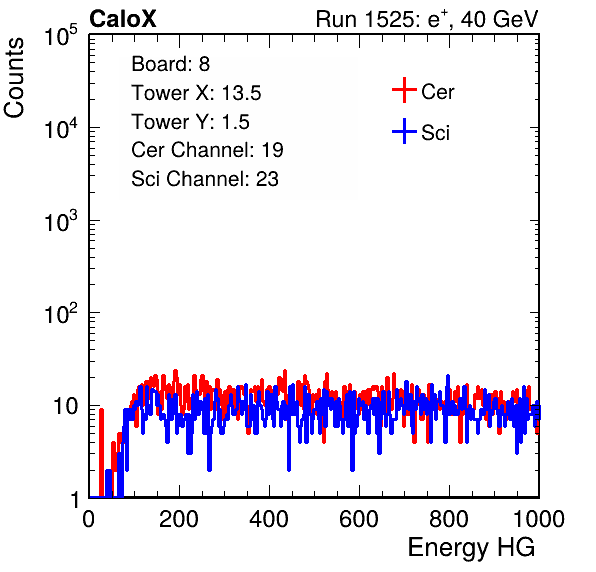 CaloX Run 1525: e+, 40 GeV
Counts
Board: 8
Tower X: 13.5
Tower Y: 1.5
Cer Channel: 19
Sci Channel: 23
Cer
Sci
10^5
10^4
10^3
10^2
10
1
0 200 400 600 800 1000
Energy HG